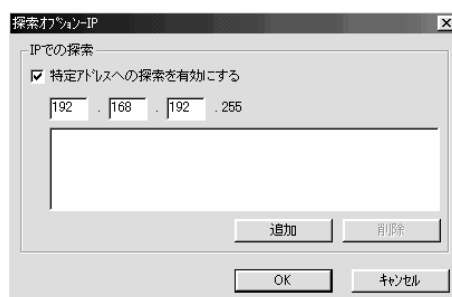 探索ｵﾌﾟｼｮﾝ-IP
IPでの探索
特定ｱﾄﾞﾚｽへの探索を有効にする
192 . 168 . 192 . 255
追加 削除
OK ｷｬﾝｾﾙ